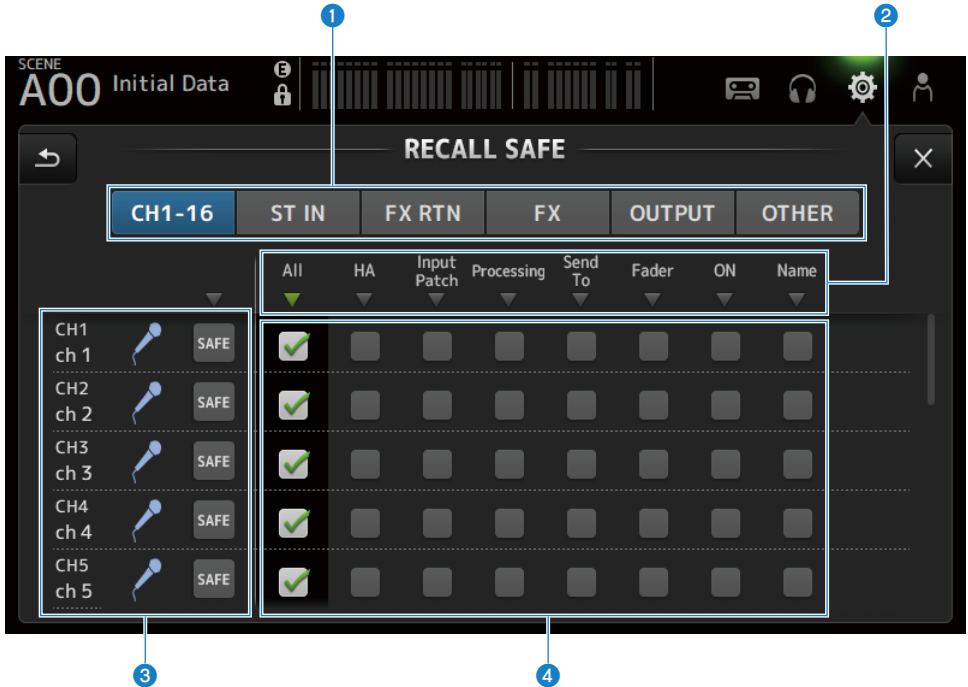 1 2
SCENE
A00 Initial Data
E
RECALL SAFE
CH1-16 ST IN FX RTN FX OUTPUT OTHER
All HA Input Patch Processing Send To Fader ON Name
CH1
ch 1 SAFE
CH2
ch 2 SAFE
CH3
ch 3 SAFE
CH4
ch 4 SAFE
CH5
ch 5 SAFE
3 4